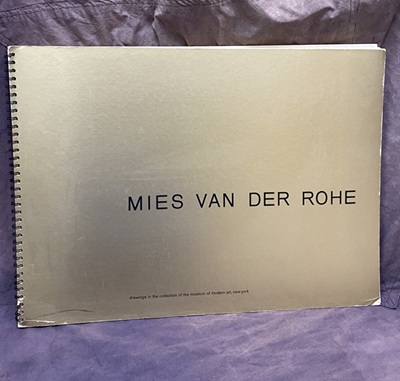 MIES VAN DER ROHE
drawings in the collection of the museum of modern art, new york